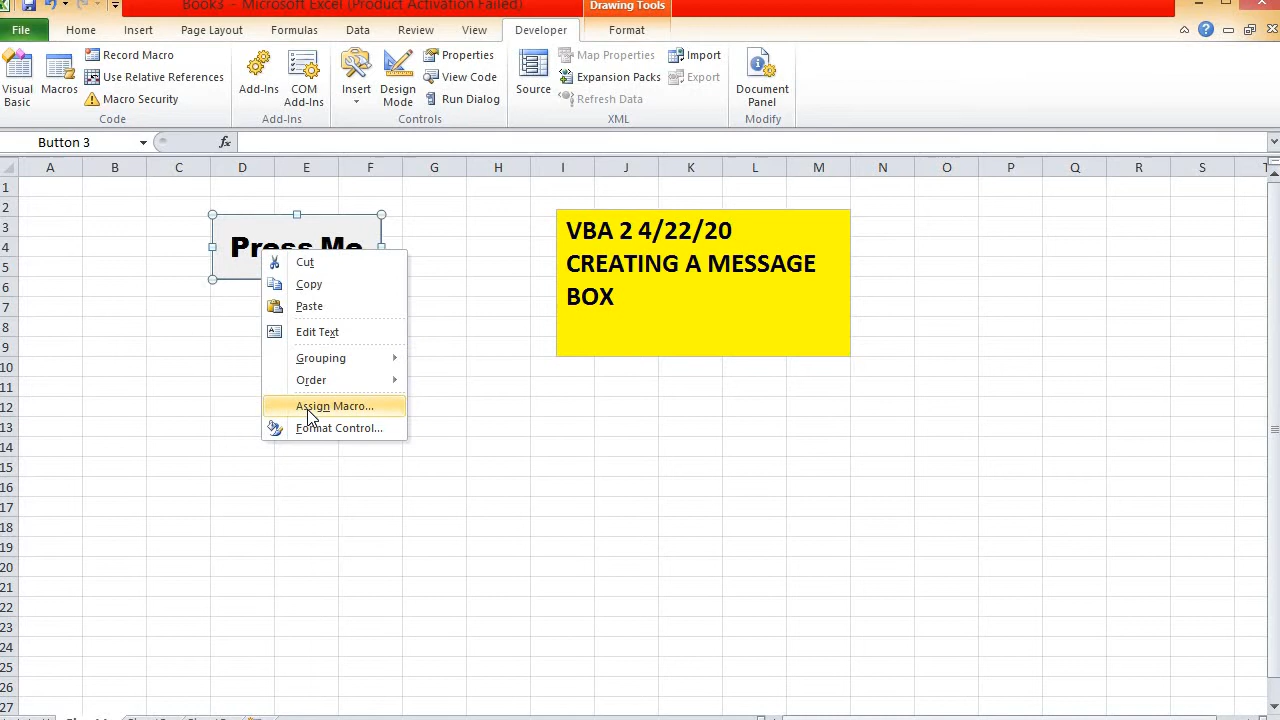 Book3 - Microsoft Excel (Product Activation Failed)
Drawing Tools
File Home Insert Page Layout Formulas Data Review View Developer Format
Visual Basic
Macros
Record Macro
Use Relative References
Macro Security
Code
Add-Ins
COM Add-Ins
Add-Ins
Insert
Design Mode
Properties
View Code
Run Dialog
Controls
Source
Map Properties
Expansion Packs
Refresh Data
Import
Export
XML
Document Panel
Modify
Button 3
fx
A B C D E F G H I J K L M N O P Q R S T
1
2
3
4
5
6
7
8
9
10
11
12
13
14
15
16
17
18
19
20
21
22
23
24
25
26
27
Press Me
Cut
Copy
Paste
Edit Text
Grouping
Order
Assign Macro...
Format Control...
VBA 2 4/22/20
CREATING A MESSAGE
BOX